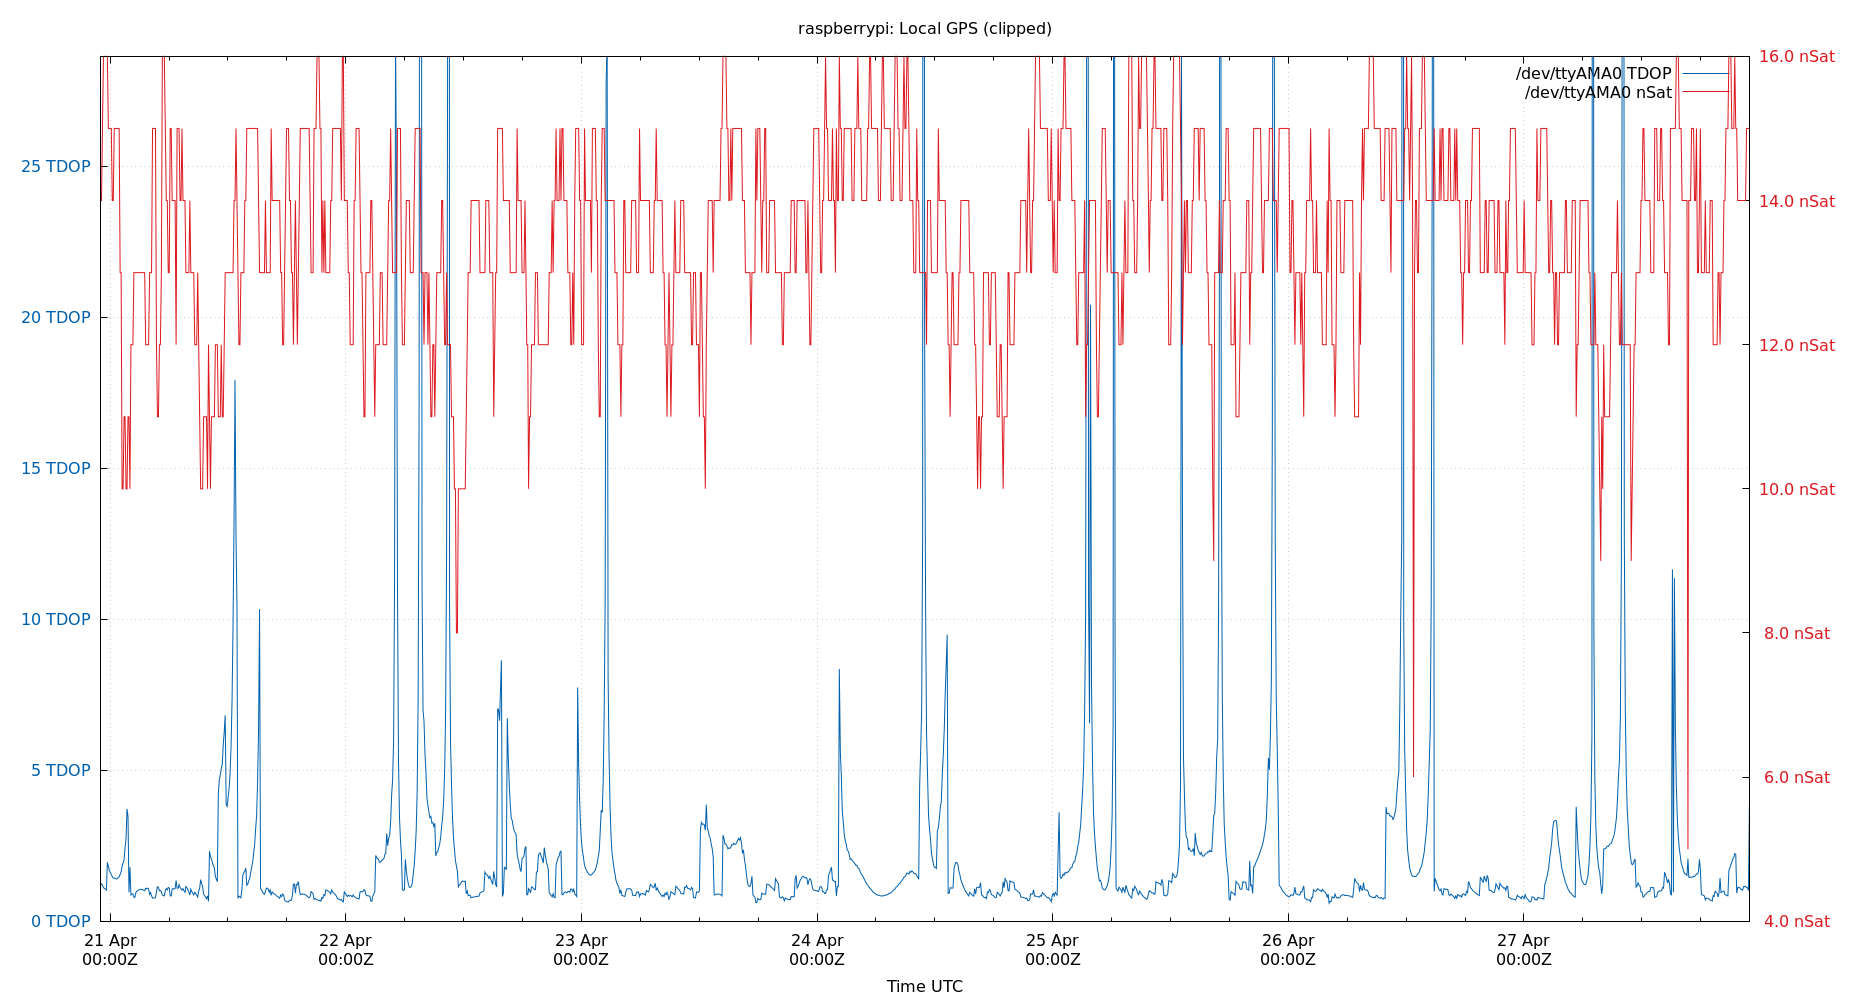 raspberrypi: Local GPS (clipped)
/dev/ttyAMA0 TDOP
/dev/ttyAMA0 nSat
25 TDOP
20 TDOP
15 TDOP
10 TDOP
5 TDOP
0 TDOP
16.0 nSat
14.0 nSat
12.0 nSat
10.0 nSat
8.0 nSat
6.0 nSat
4.0 nSat
21 Apr
00:00Z
22 Apr
00:00Z
23 Apr
00:00Z
24 Apr
00:00Z
25 Apr
00:00Z
26 Apr
00:00Z
27 Apr
00:00Z
Time UTC